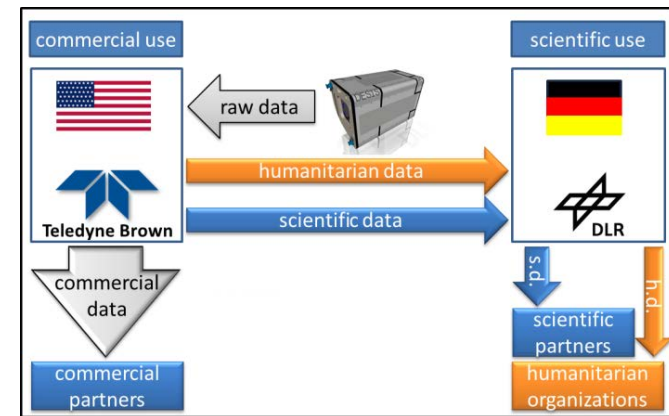 commercial use
scientific use
raw data
humanitarian data
Teledyne Brown
scientific data
DLR
commercial
data
s.d.
h.d.
scientific
partners
commercial
partners
humanitarian
organizations